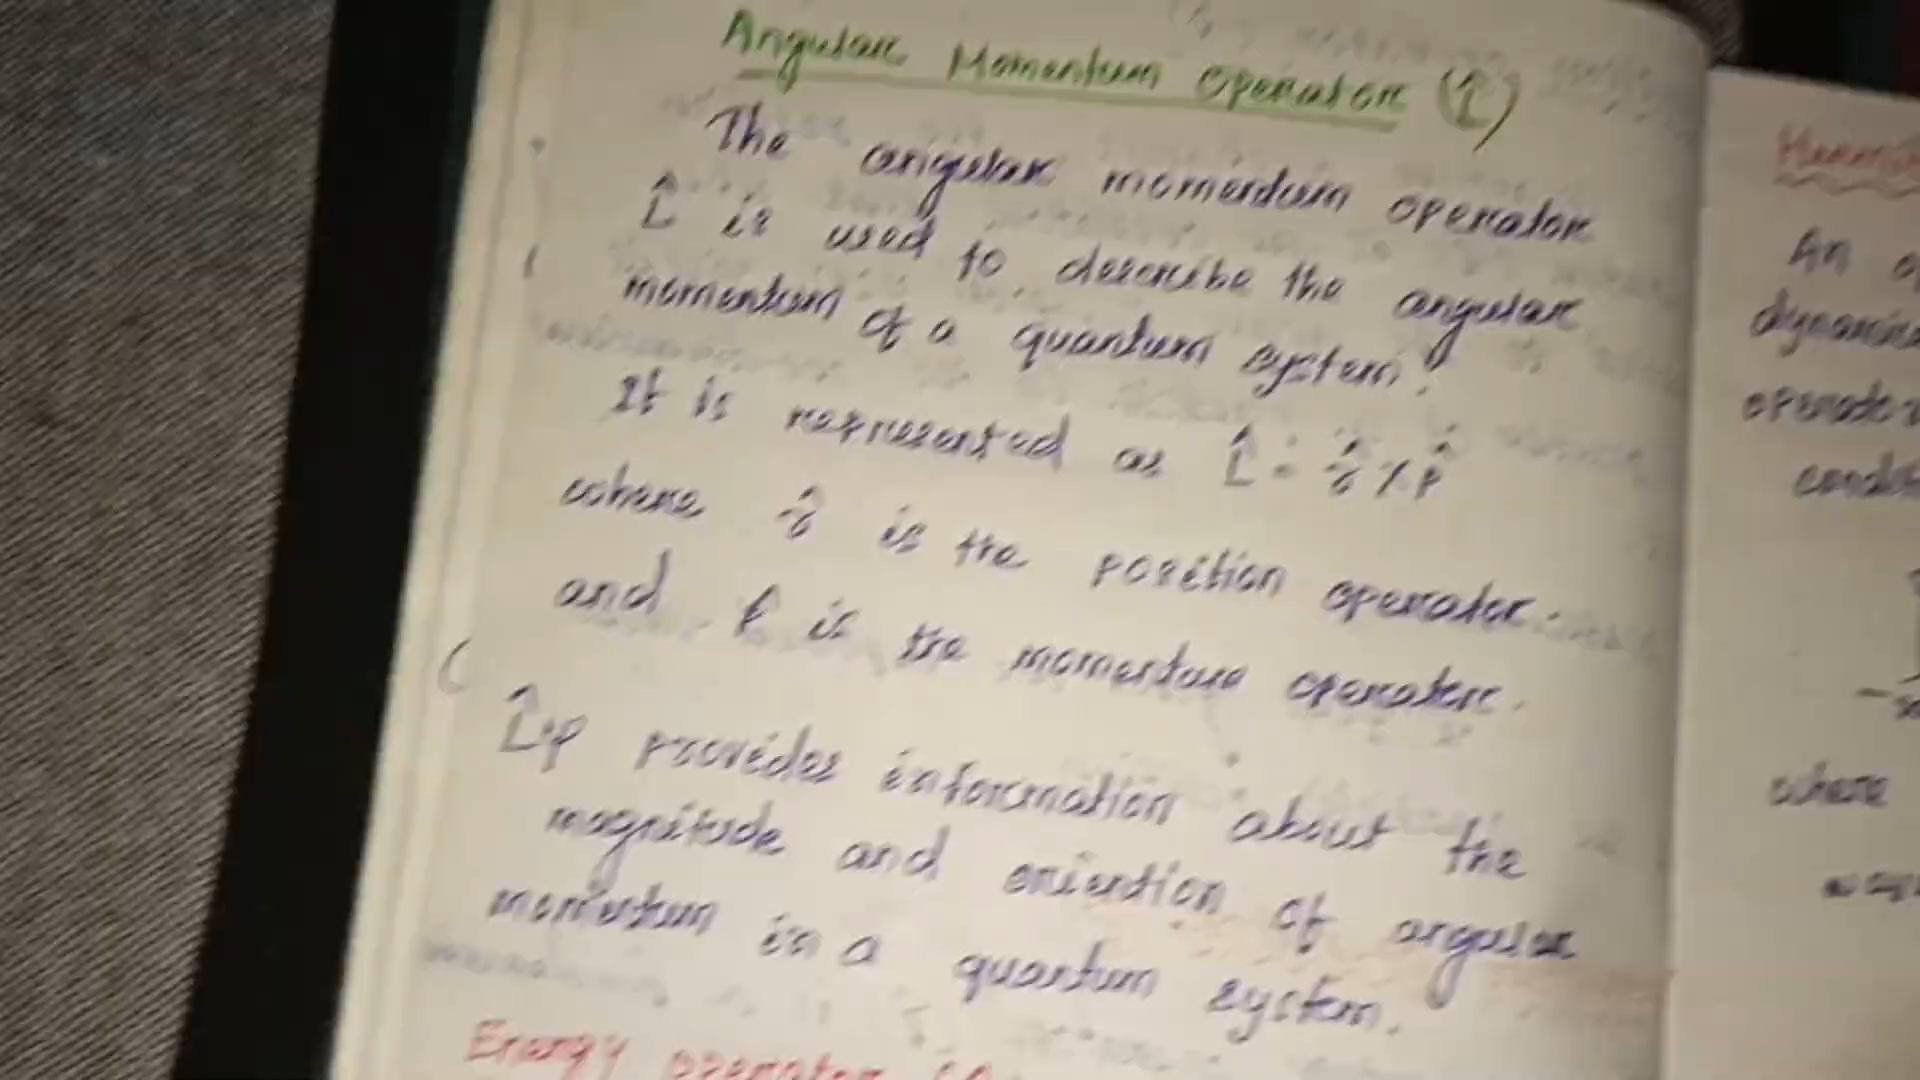 Angular Momentum Operator (L̂)
The angular momentum operator
L̂ is used to describe the angular
momentum of a quantum system.
It is represented as L̂ = r̂ × p̂
where r̂ is the position operator.
and p̂ is the momentum operator.
provides information about the
magnitude and oriention of angular
momentum in a quantum system.
Energy operator
An
where